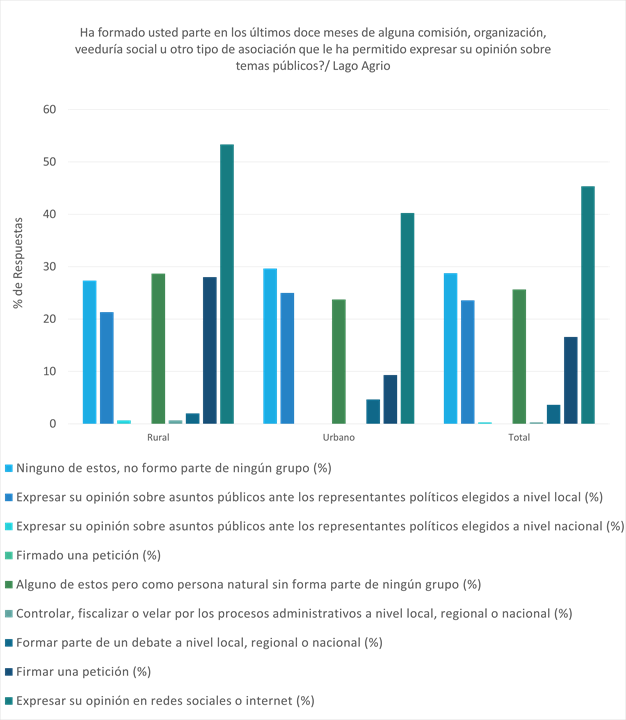 Ha formado usted parte en los últimos doce meses de alguna comisión, organización,
veeduría social u otro tipo de asociación que le ha permitido expresar su opinión sobre
temas públicos?/ Lago Agrio
60
50
40
30
20
10
0
% de Respuestas
Rural
Urbano
Total
Ninguno de estos, no formo parte de ningún grupo (%)
Expresar su opinión sobre asuntos públicos ante los representantes políticos elegidos a nivel local (%)
Expresar su opinión sobre asuntos públicos ante los representantes políticos elegidos a nivel nacional (%)
Firmado una petición (%)
Alguno de estos pero como persona natural sin forma parte de ningún grupo (%)
Controlar, fiscalizar o velar por los procesos administrativos a nivel local, regional o nacional (%)
Formar parte de un debate a nivel local, regional o nacional (%)
Firmar una petición (%)
Expresar su opinión en redes sociales o internet (%)